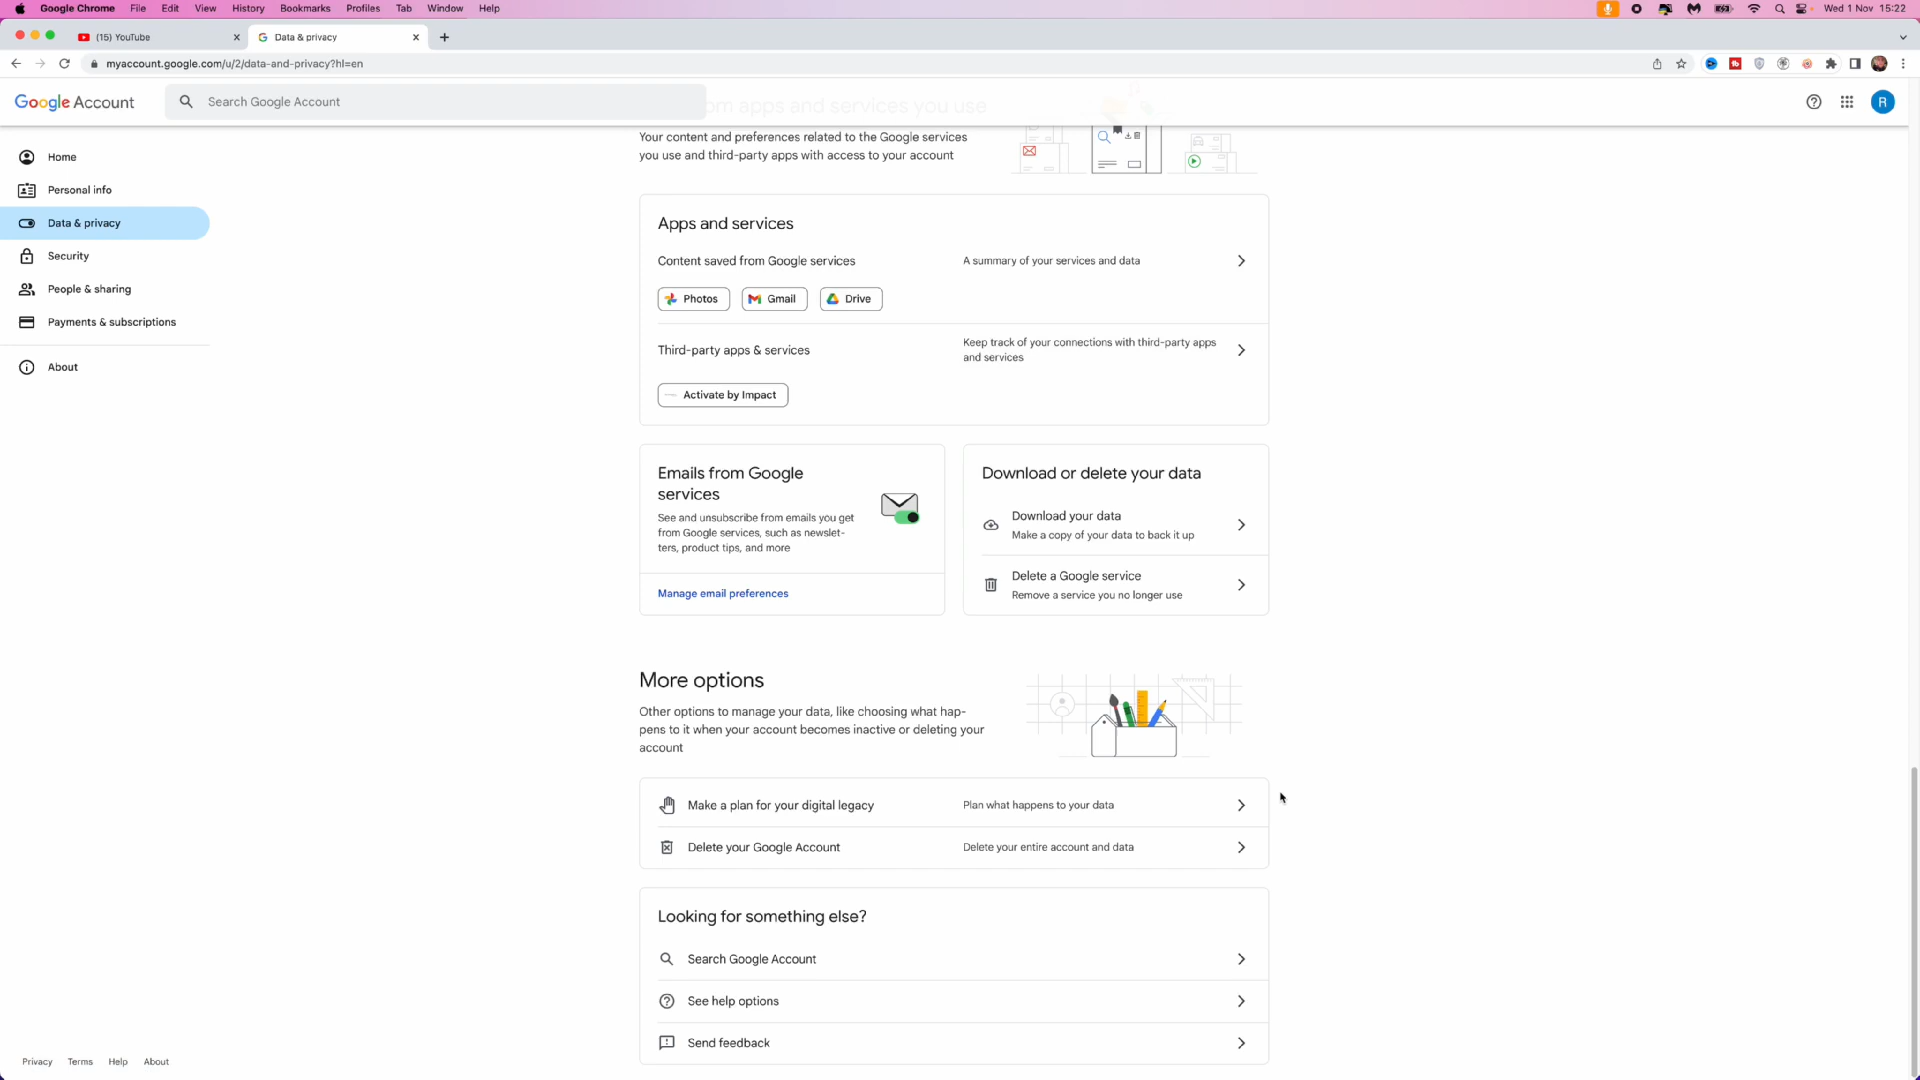 Google Chrome File Edit View History Bookmarks Profiles Tab Window Help Wed 1 Nov 15:22
(15) YouTube Data & privacy
myaccount.google.com/u/2/data-and-privacy?hl=en
Google Account Search Google Account R
om apps and services you use
Your content and preferences related to the Google services
you use and third-party apps with access to your account
Home
Personal info
Data & privacy
Security
People & sharing
Payments & subscriptions
About
Apps and services
Content saved from Google services A summary of your services and data
Photos Gmail Drive
Third-party apps & services Keep track of your connections with third-party apps
and services
Activate by Impact
Emails from Google
services
See and unsubscribe from emails you get
from Google services, such as newslet-
ters, product tips, and more
Manage email preferences
Download or delete your data
Download your data
Make a copy of your data to back it up
Delete a Google service
Remove a service you no longer use
More options
Other options to manage your data, like choosing what hap-
pens to it when your account becomes inactive or deleting your
account
Make a plan for your digital legacy Plan what happens to your data
Delete your Google Account Delete your entire account and data
Looking for something else?
Search Google Account
See help options
Send feedback
Privacy Terms Help About